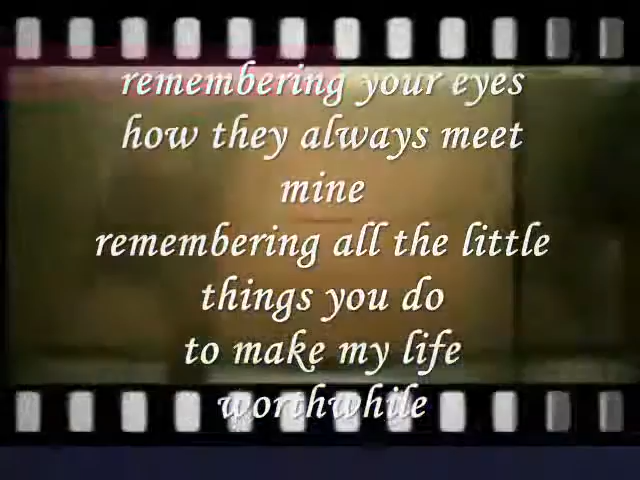 remembering your eyes
how they always meet
mine
remembering all the little
things you do
to make my life
worthwhile